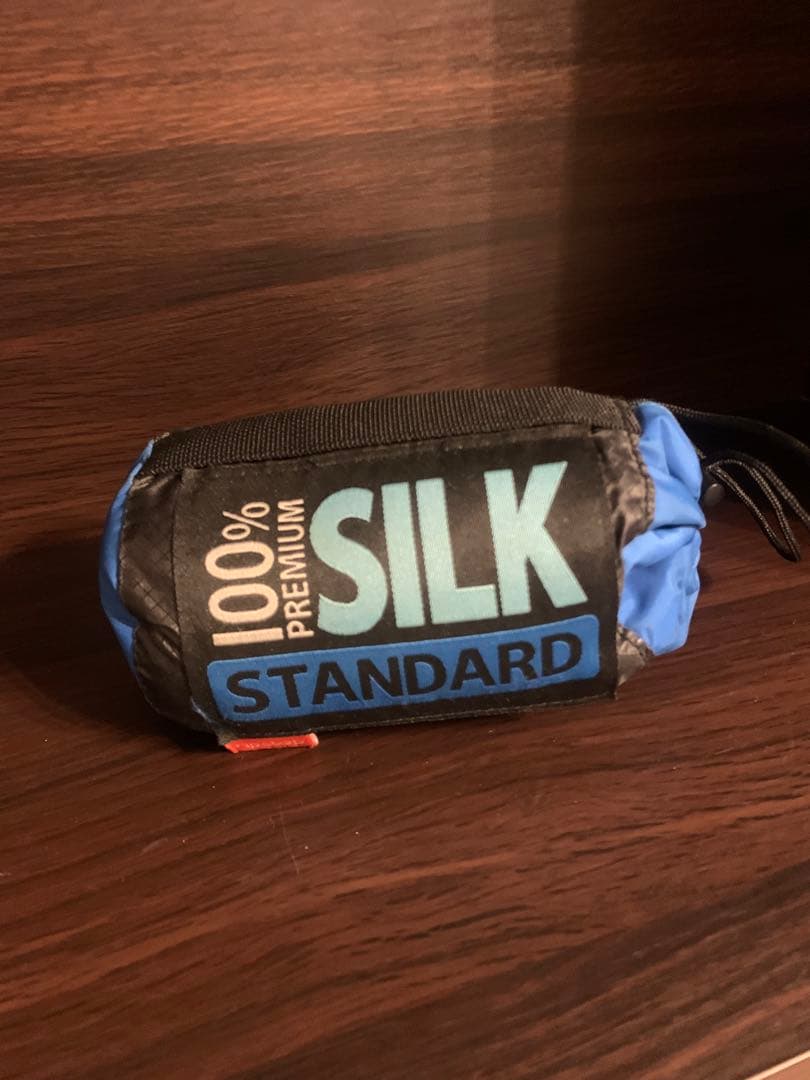 100%
PREMIUM
SILK
STANDARD